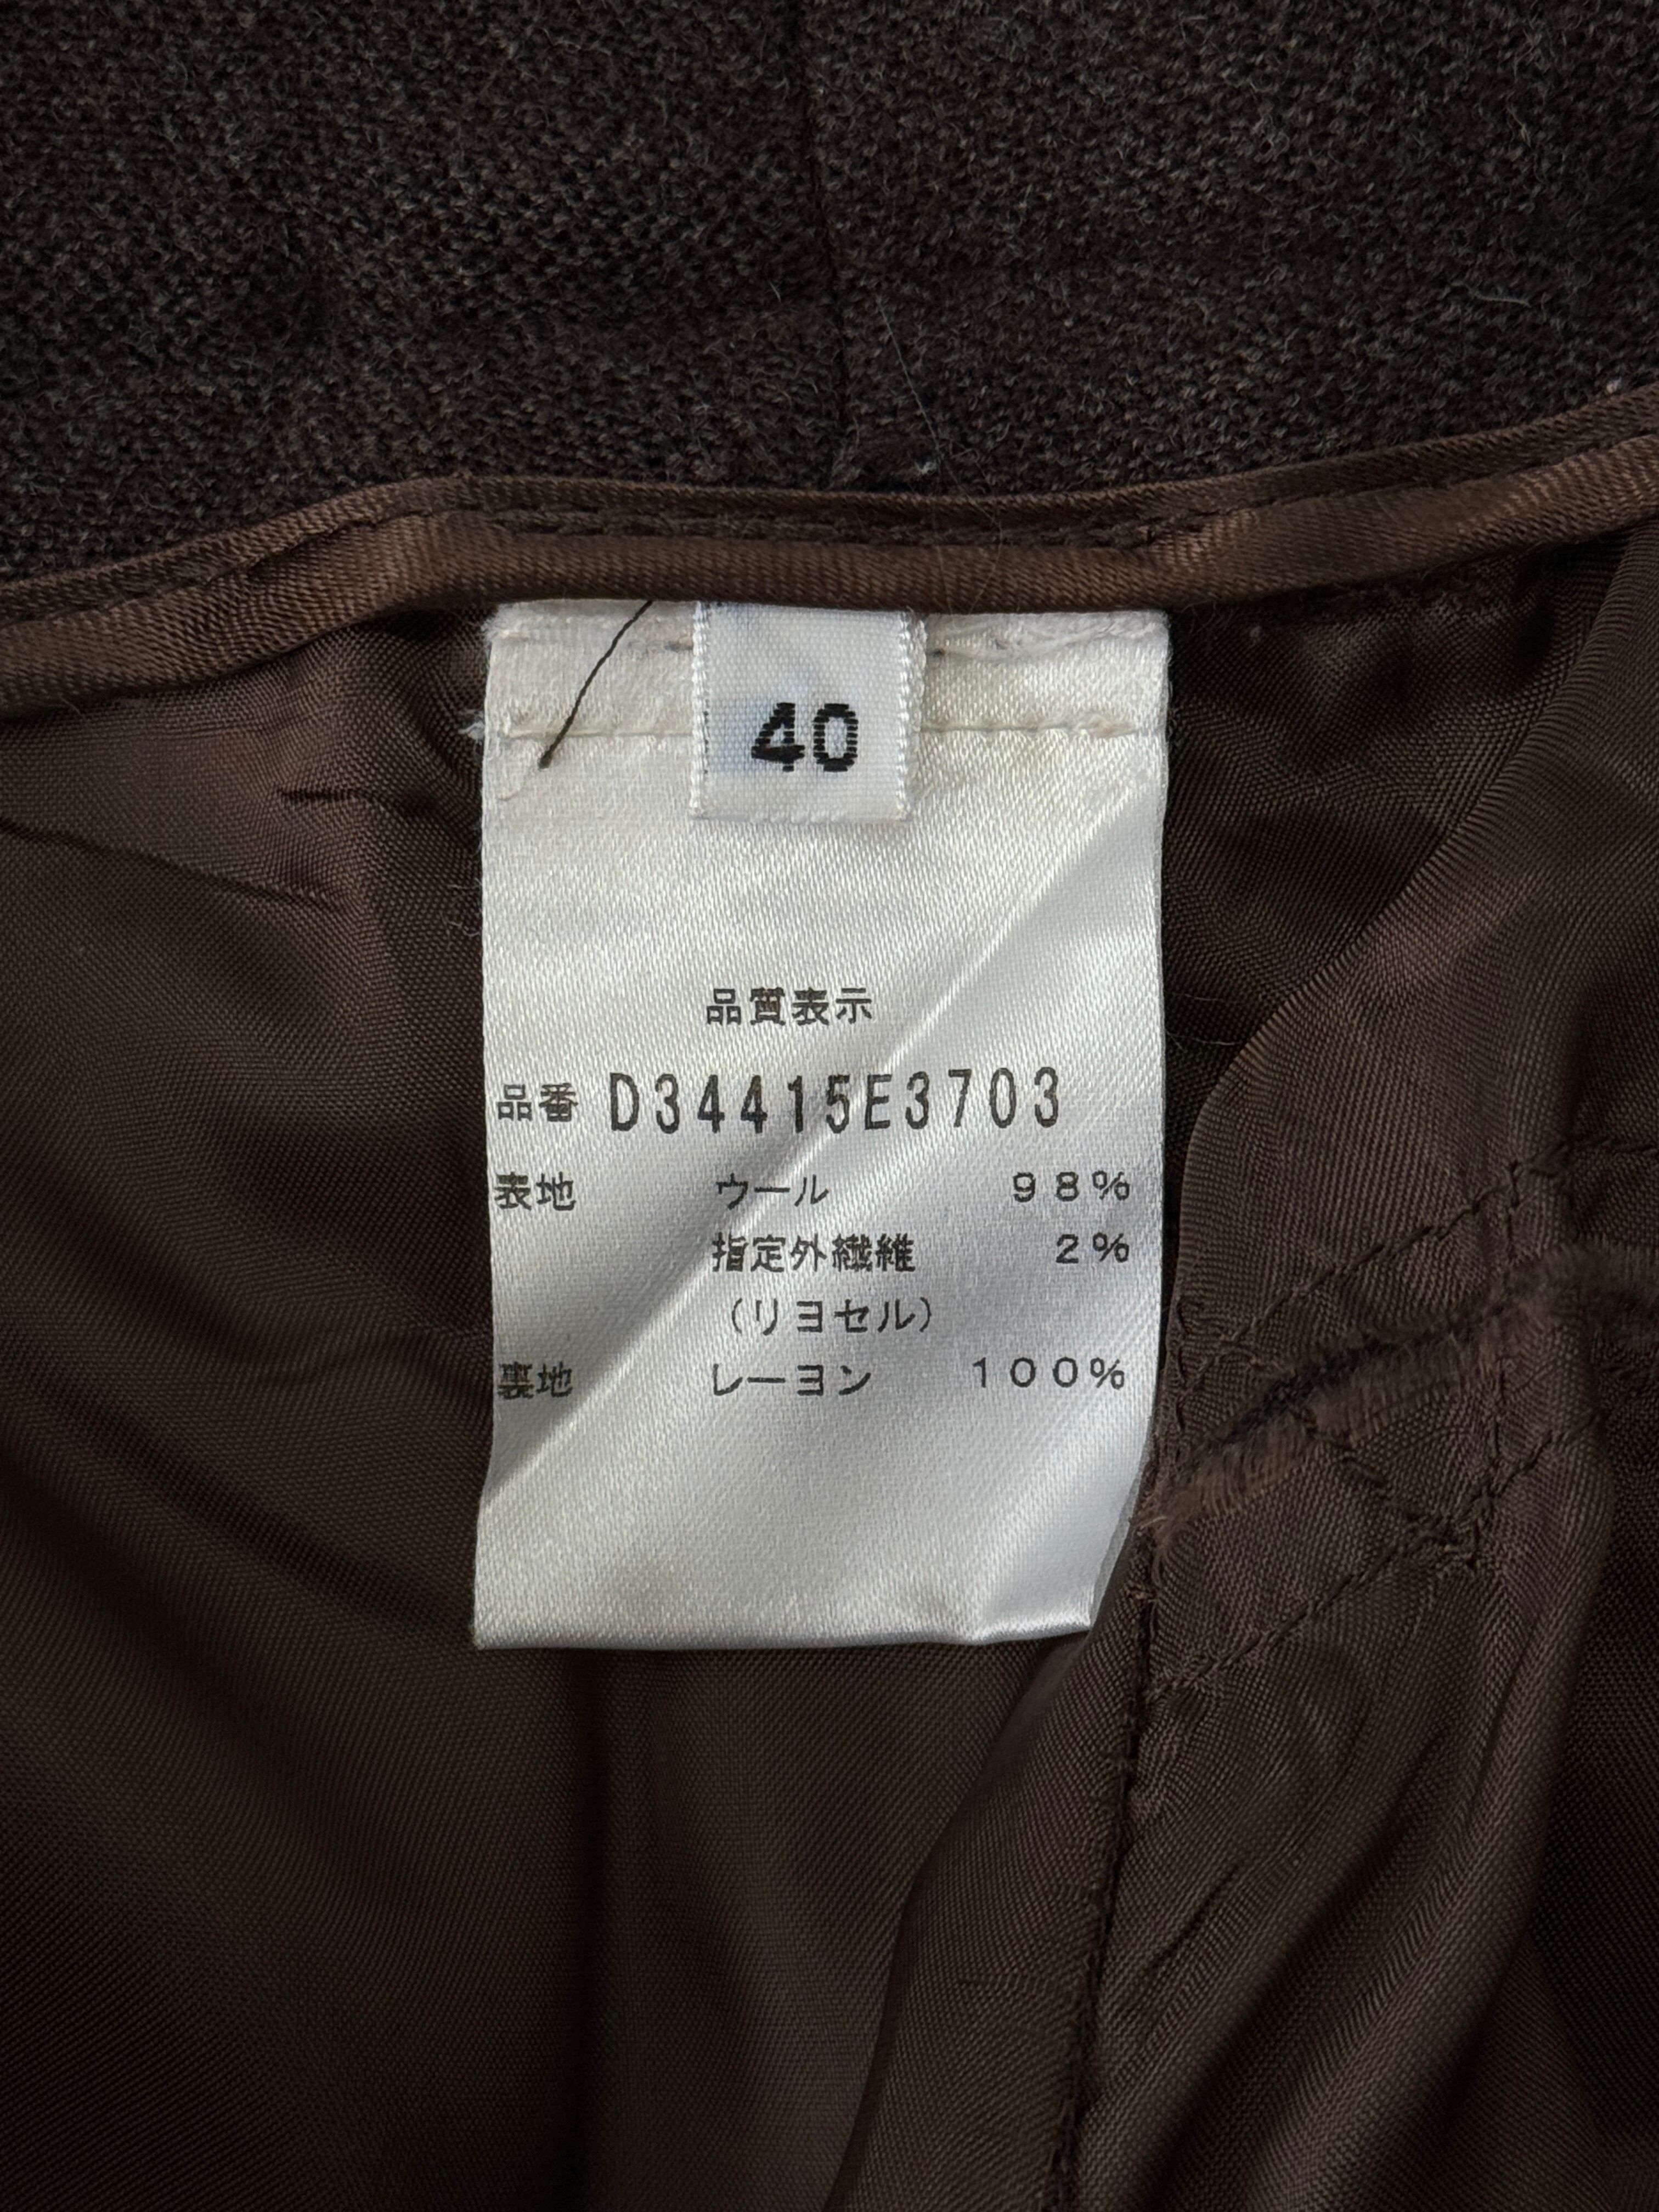 40
品質表示
品番 D34415E3703
表地 ウール 98%
指定外繊維 2%
(リヨセル)
裏地 レーヨン 100%